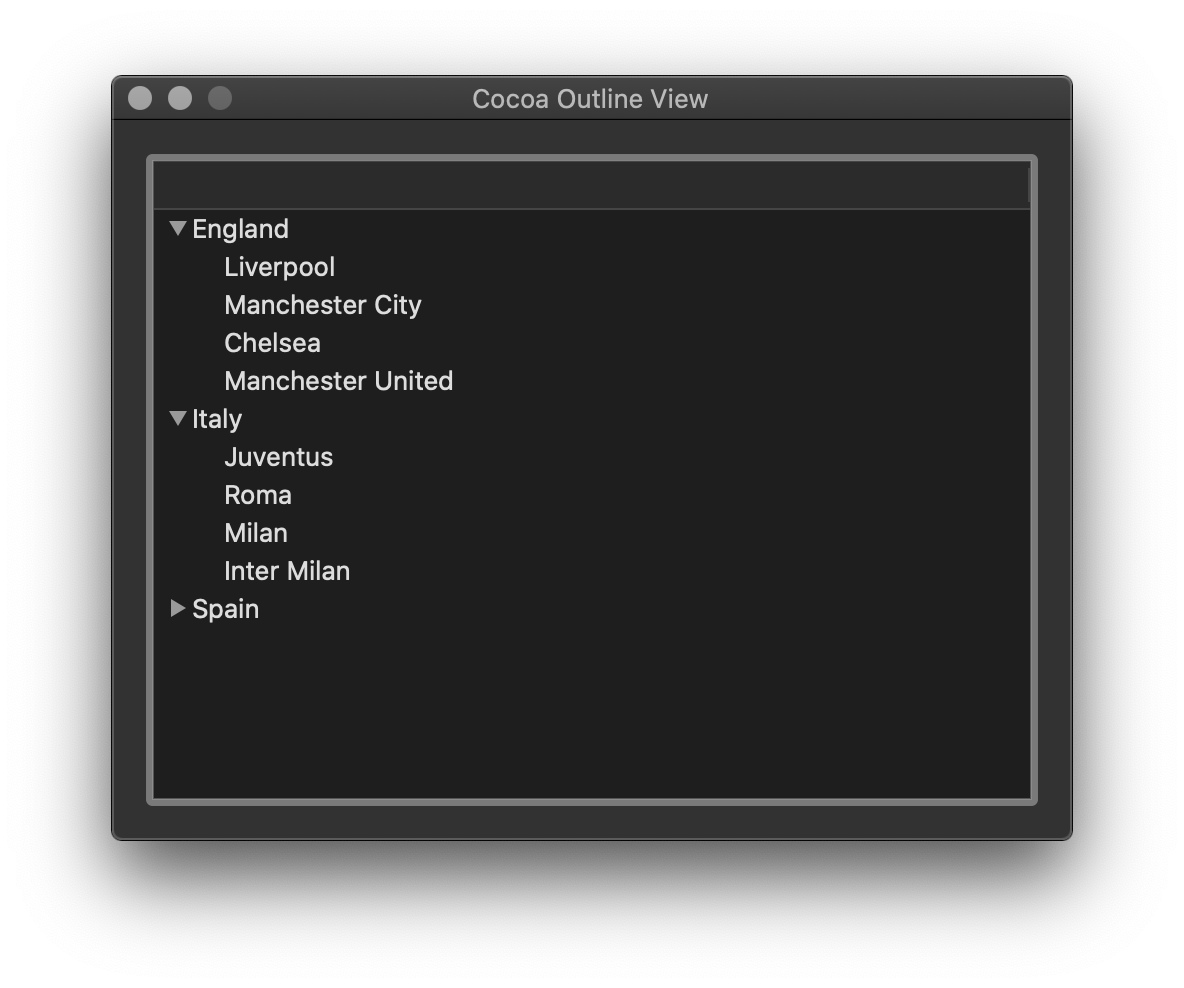 Cocoa Outline View
England
Liverpool
Manchester City
Chelsea
Manchester United
Italy
Juventus
Roma
Milan
Inter Milan
Spain